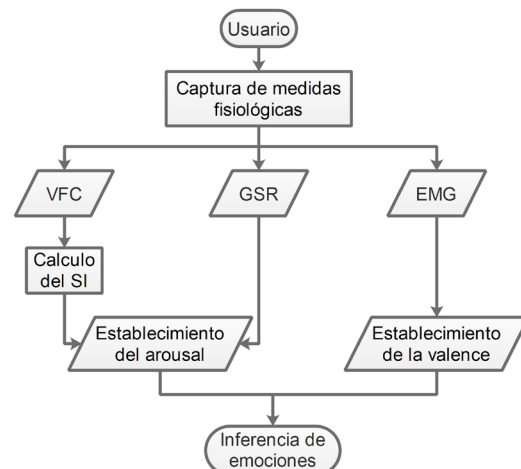 Usuario
Captura de medidas
fisiológicas
VFC
GSR
EMG
Calculo
del SI
Establecimiento
del arousal
Establecimiento
de la valence
Inferencia de
emociones